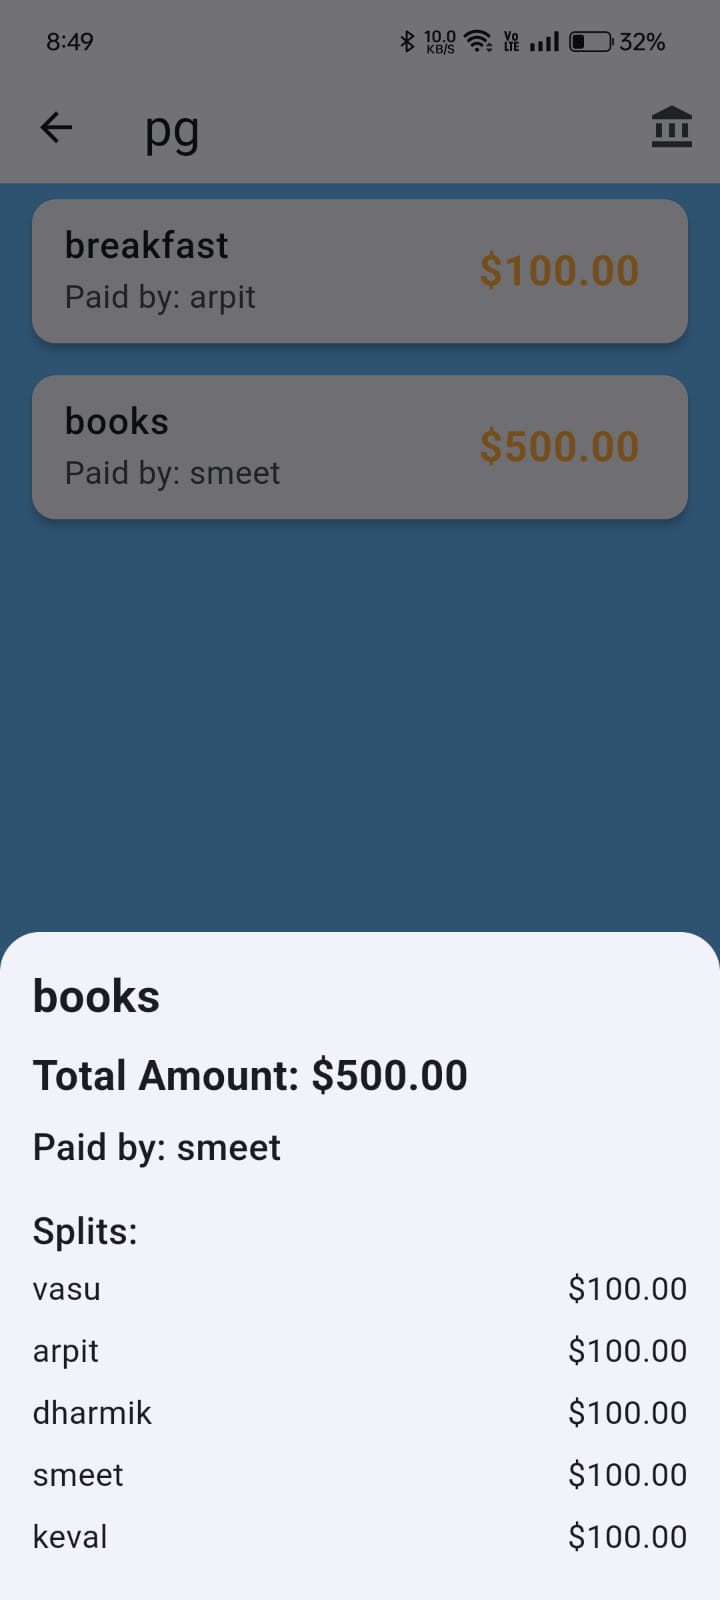 8:49 10.0 KB/S Vo LTE 32%
pg
breakfast
Paid by: arpit
$100.00
books
Paid by: smeet
$500.00
books
Total Amount: $500.00
Paid by: smeet
Splits:
vasu $100.00
arpit $100.00
dharmik $100.00
smeet $100.00
keval $100.00